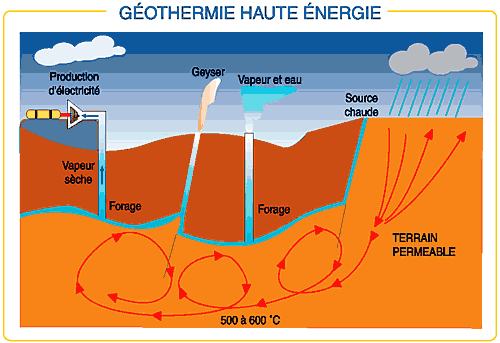 GÉOTHERMIE HAUTE ÉNERGIE
Production
d'électricité
Geyser
Vapeur et eau
Source
chaude
Vapeur
sèche
Forage
Forage
TERRAIN
PERMEABLE
500 à 600 °C